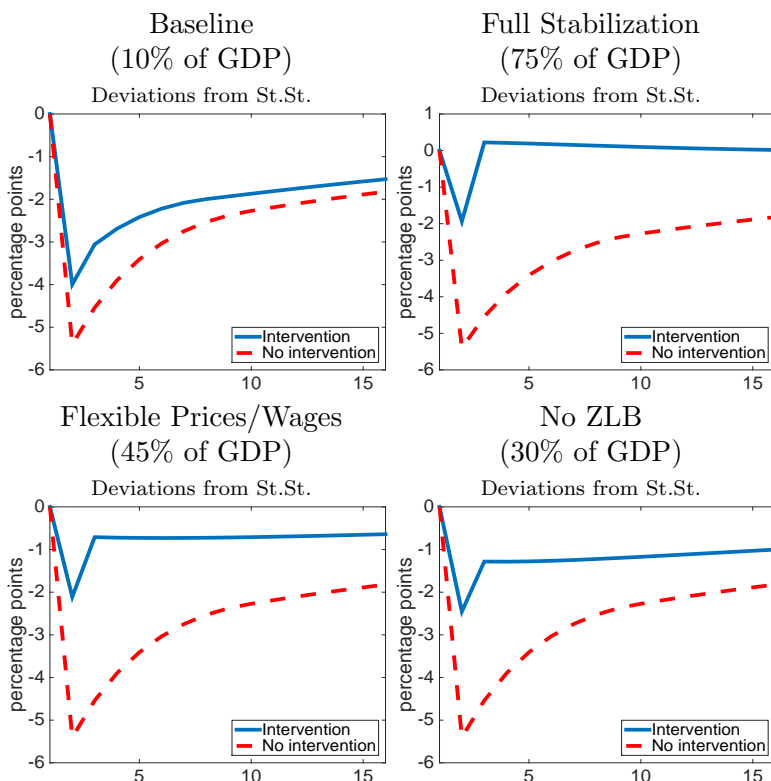 Baseline
(10% of GDP)
Deviations from St.St.
percentage points
0
-1
-2
-3
-4
-5
-6
5
10
15
Intervention
No intervention
Full Stabilization
(75% of GDP)
Deviations from St.St.
percentage points
1
0
-1
-2
-3
-4
-5
-6
5
10
15
Intervention
No intervention
Flexible Prices/Wages
(45% of GDP)
Deviations from St.St.
percentage points
0
-1
-2
-3
-4
-5
-6
5
10
15
Intervention
No intervention
No ZLB
(30% of GDP)
Deviations from St.St.
percentage points
0
-1
-2
-3
-4
-5
-6
5
10
15
Intervention
No intervention